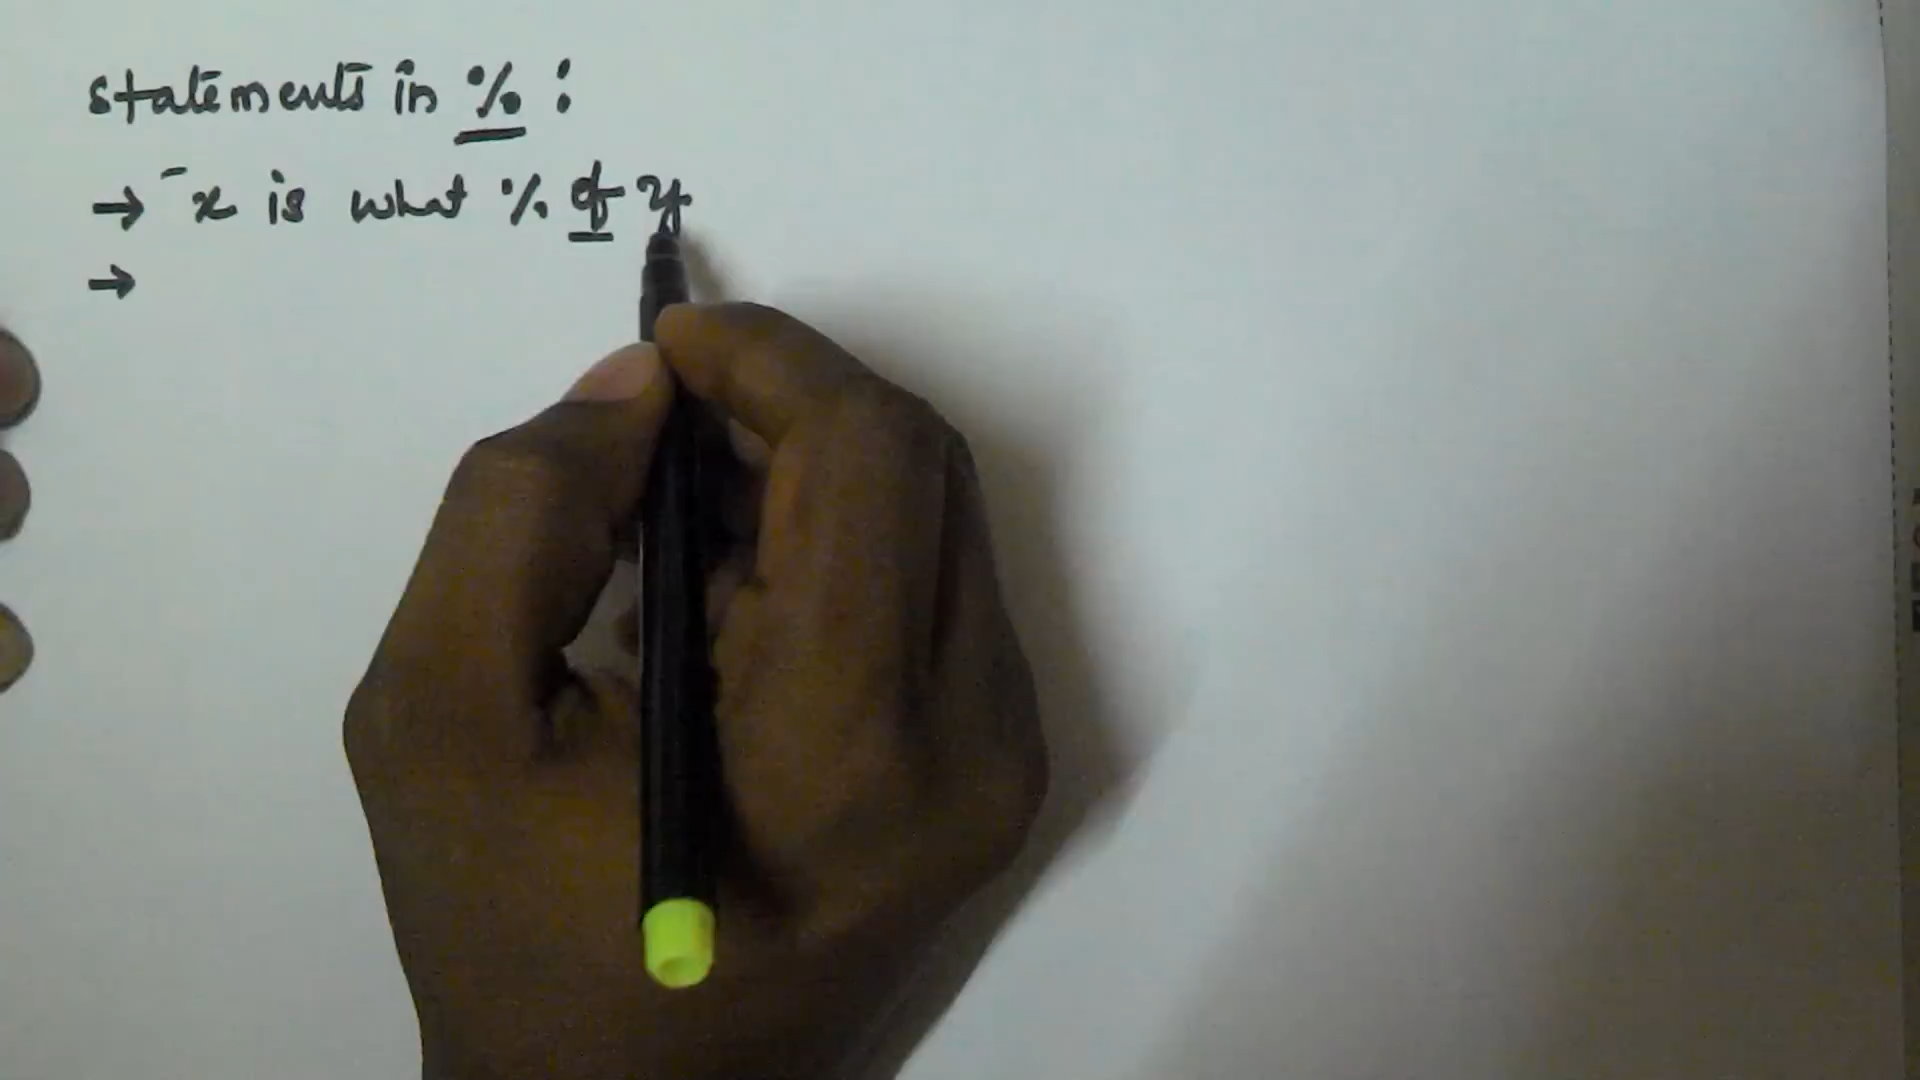 statements in % :
→ x is what % of y
→